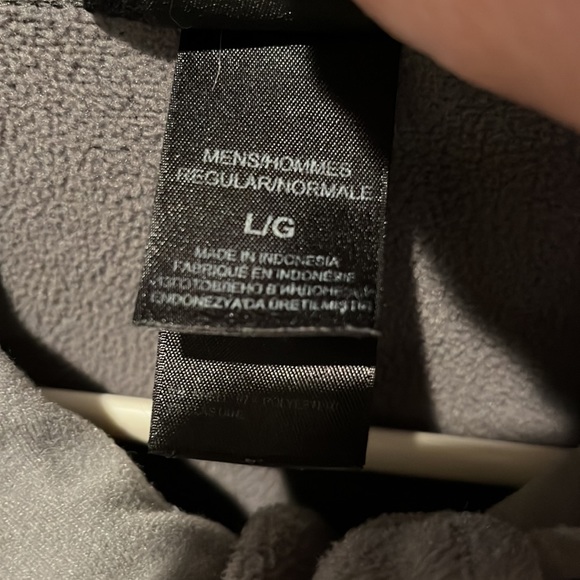 MENS/HOMMES
REGULAR/NORMALE
L/G
MADE IN INDONESIA
FABRIQUÉ EN INDONÉSIE
ИЗГОТОВЛЕНО В ИНДОНЕЗИИ
ENDONEZYA'DA ÜRETILMIŞTIR